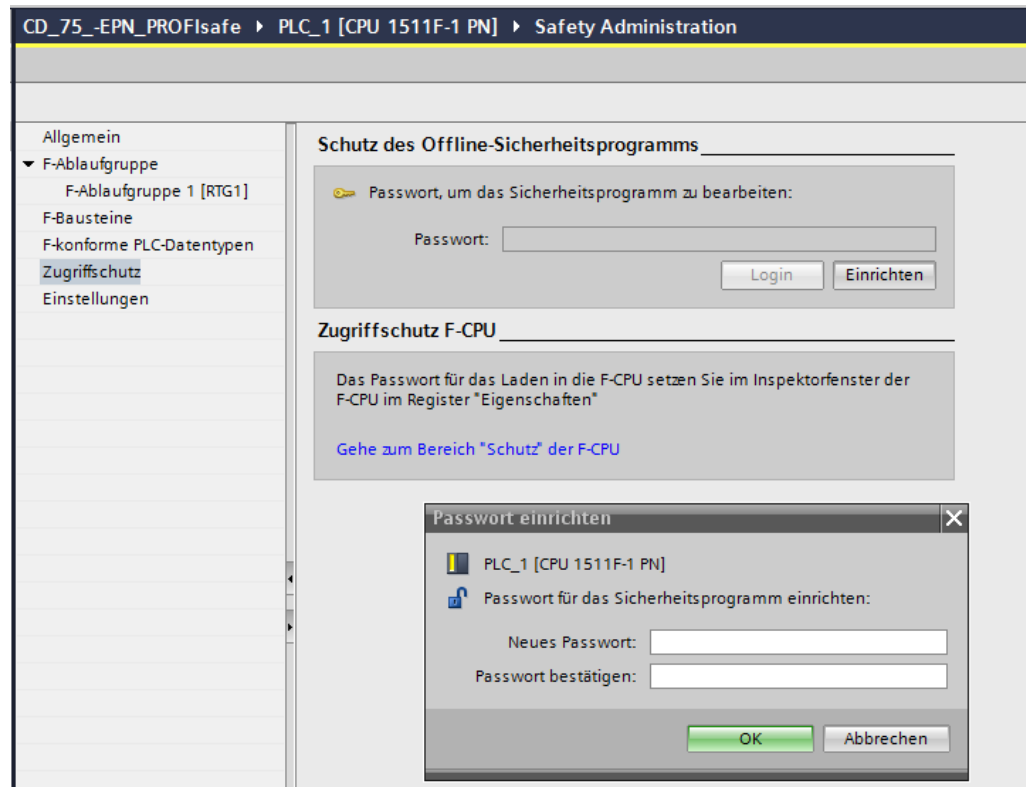 CD_75_-EPN_PROFIsafe ▸ PLC_1 [CPU 1511F-1 PN] ▸ Safety Administration
Allgemein
F-Ablaufgruppe
F-Ablaufgruppe 1 [RTG1]
F-Bausteine
F-konforme PLC-Datentypen
Zugriffschutz
Einstellungen
Schutz des Offline-Sicherheitsprogramms
Passwort, um das Sicherheitsprogramm zu bearbeiten:
Passwort:
Login Einrichten
Zugriffschutz F-CPU
Das Passwort für das Laden in die F-CPU setzen Sie im Inspektorfenster der
F-CPU im Register "Eigenschaften"
Gehe zum Bereich "Schutz" der F-CPU
Passwort einrichten
PLC_1 [CPU 1511F-1 PN]
Passwort für das Sicherheitsprogramm einrichten:
Neues Passwort:
Passwort bestätigen:
OK Abbrechen